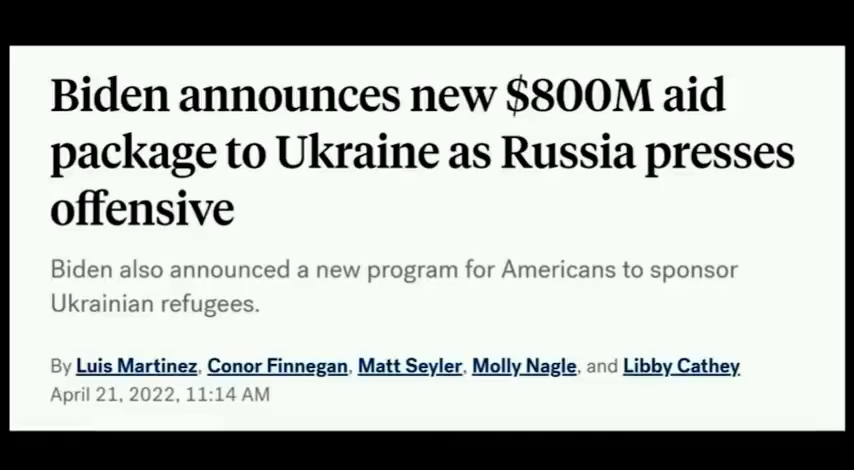 Biden announces new $800M aid
package to Ukraine as Russia presses
offensive
Biden also announced a new program for Americans to sponsor
Ukrainian refugees.
By Luis Martinez, Conor Finnegan, Matt Seyler, Molly Nagle, and Libby Cathey
April 21, 2022, 11:14 AM